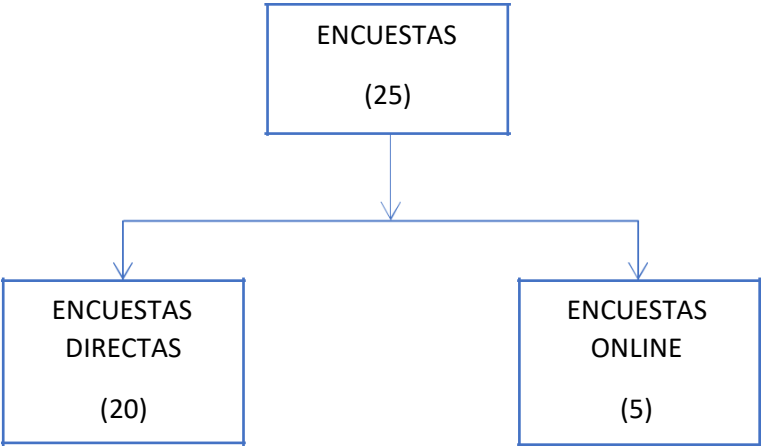 ENCUESTAS
(25)
ENCUESTAS
DIRECTAS
(20)
ENCUESTAS
ONLINE
(5)